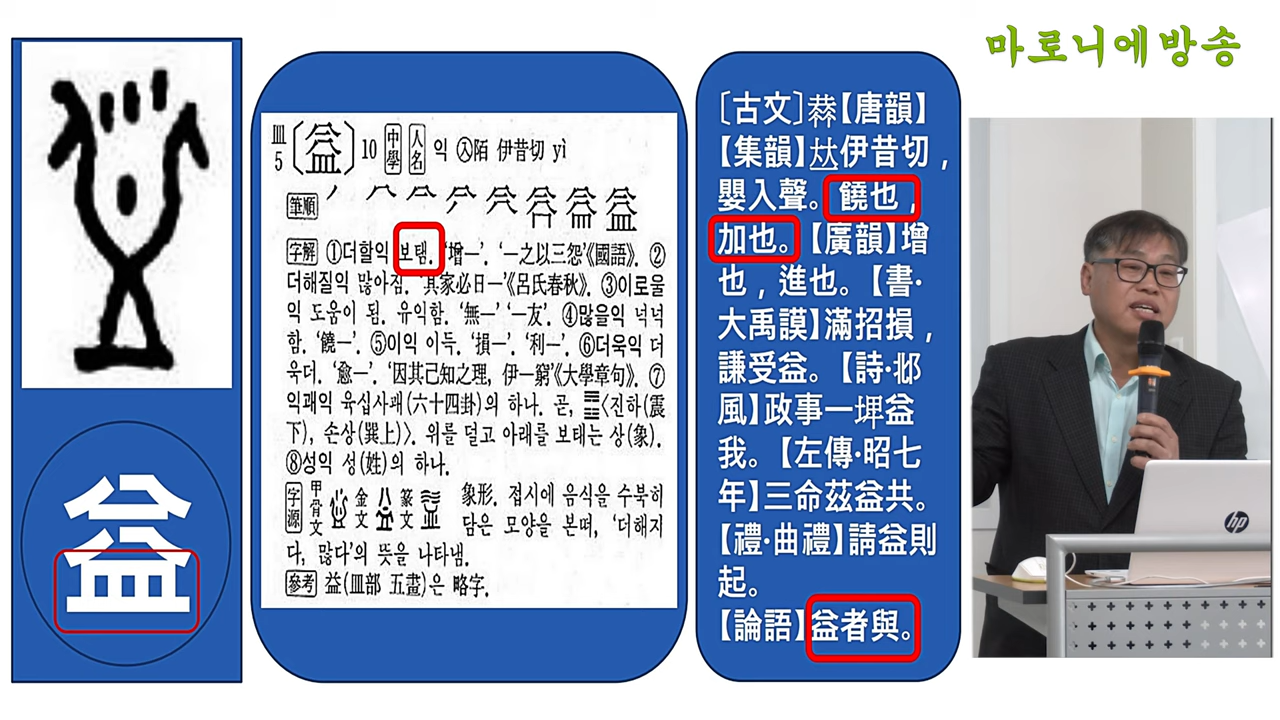 마로니에방송
益
皿
5
〔益〕10 中學 人名 익 ㊇陌 伊昔切 yì
筆順
字解 ①더할익 보탬. ‘增一’. ‘一之以三怨’《國語》. ②
더해질익 많아짐. ‘其家必日一’《呂氏春秋》. ③이로울
익 도움이 됨. 유익함. ‘無一’ ‘一友’. ④많을익 넉넉
함. ‘饒一’. ⑤이익 이득. ‘損一’. ‘利一’. ⑥더욱익 더
욱더. ‘愈一’. ‘因其己知之理, 伊一窮’《大學章句》. ⑦
익괘익 육십사괘(六十四卦)의 하나. 곧, ䷩〈진하(震
下), 손상(巽上)〉. 위를 덜고 아래를 보태는 상(象).
⑧성익 성(姓)의 하나.
字源 甲骨文 金文 篆文 象形. 접시에 음식을 수북히
담은 모양을 본떠, ‘더해지
다, 많다’의 뜻을 나타냄.
參考 益(皿部 五畫)은 略字.
〔古文〕𦶓【唐韻】
【集韻】𠀤伊昔切，
嬰入聲。饒也，
加也。【廣韻】增
也，進也。【書·
大禹謨】滿招損，
謙受益。【詩·邶
風】政事一埤益
我。【左傳·昭七
年】三命茲益共。
【禮·曲禮】請益則
起。
【論語】益者與。
hp